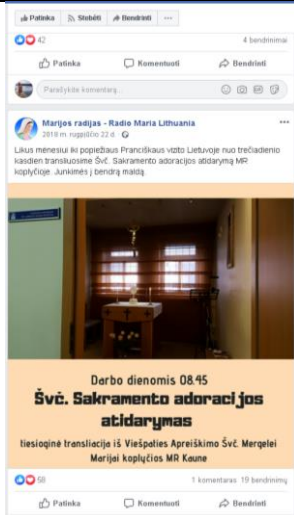 Patinka Stebėti Bendrinti ...
42 4 bendrinimai
Patinka Komentuoti Bendrinti
Parašykite komentarą...
Marijos radijas - Radio Maria Lithuania
2018 m. rugpjūčio 22 d.
Likus mėnesiui iki popiežiaus Pranciškaus vizito Lietuvoje nuo trečiadienio
kasdien transliuosime Švč. Sakramento adoracijos atidarymą MR
koplyčioje. Junkimės į bendrą maldą.
Darbo dienomis 08.45
Švč. Sakramento adoracijos
atidarymas
tiesioginė transliacija iš Viešpaties Apreiškimo Švč. Mergelei
Marijai koplyčios MR Kaune
58 1 komentaras 19 bendrinimų
Patinka Komentuoti Bendrinti